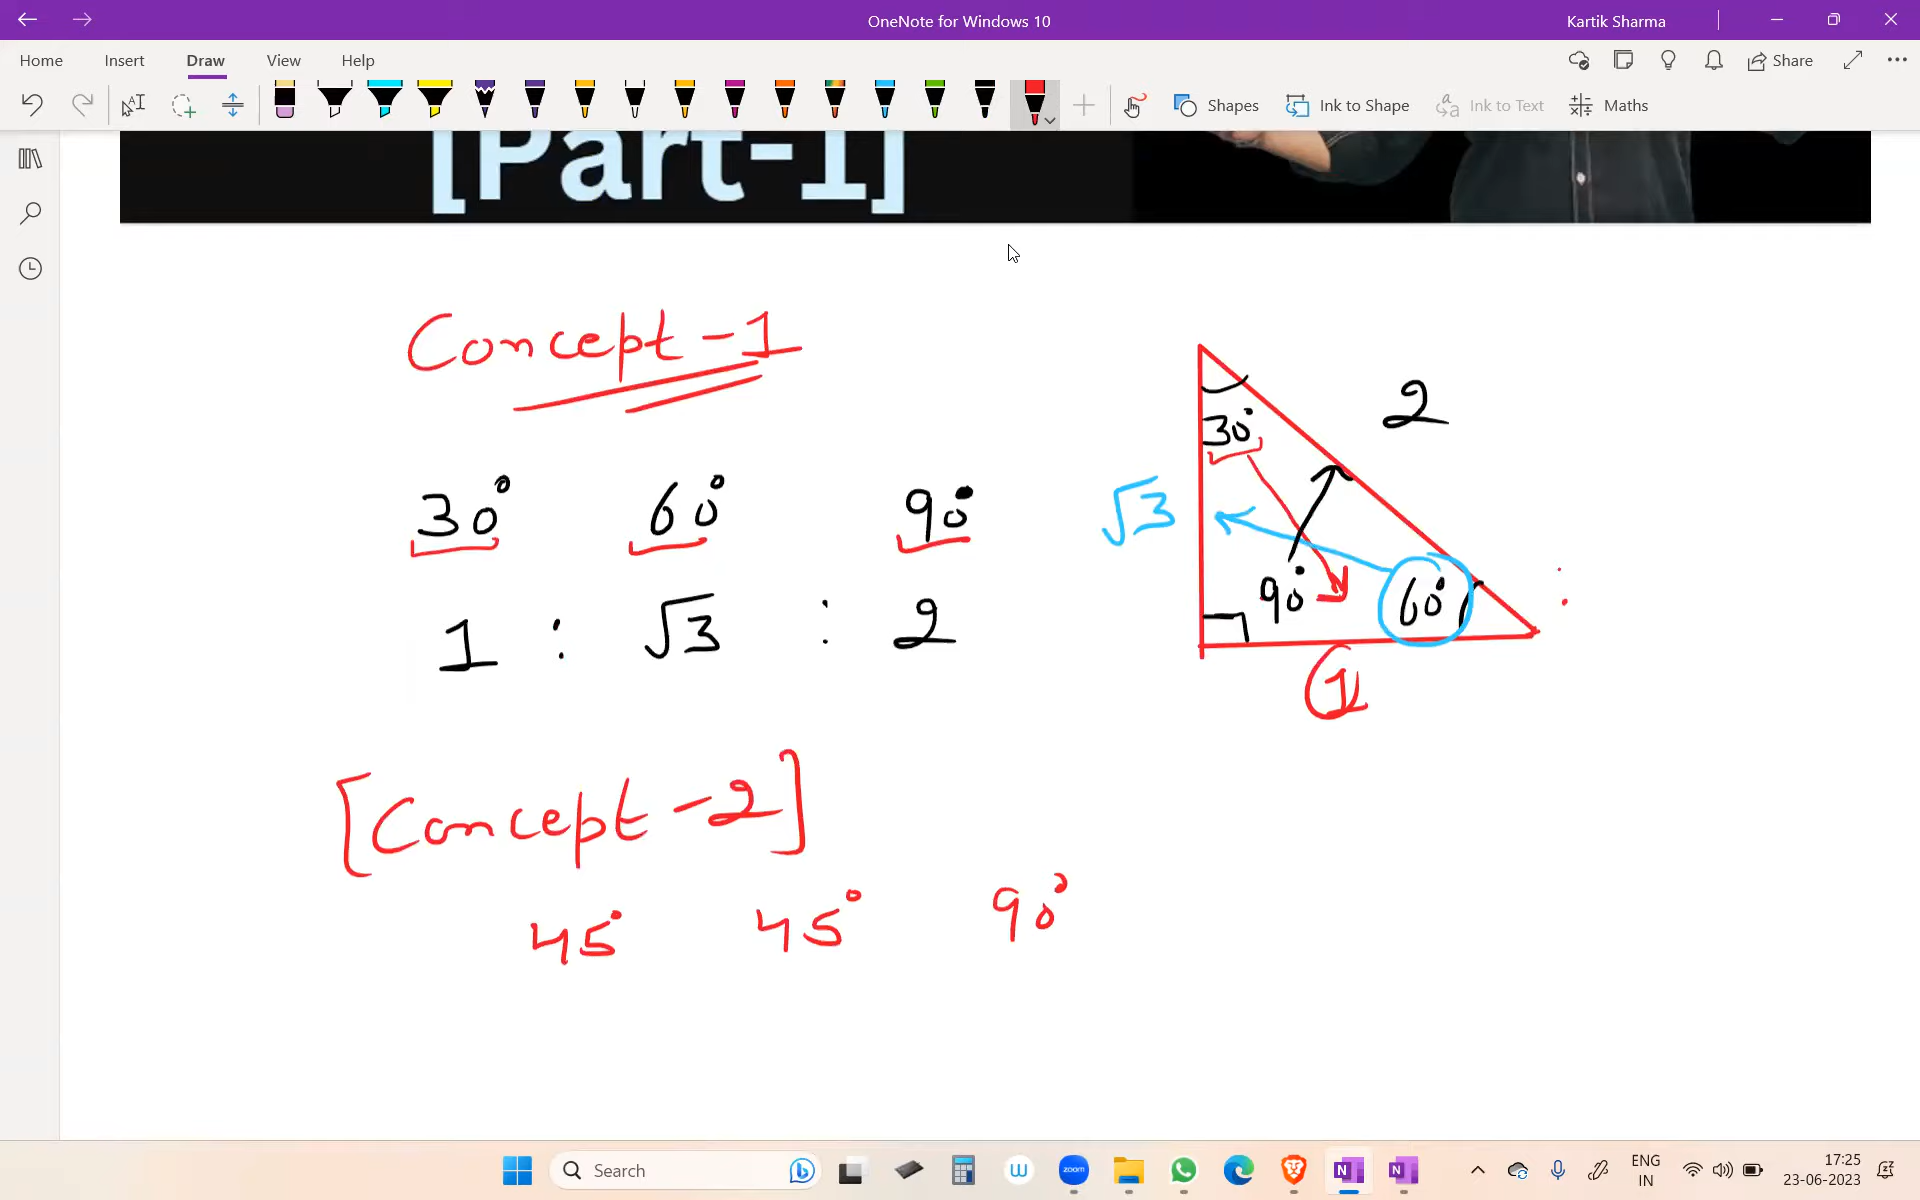 OneNote for Windows 10
Kartik Sharma
Home Insert Draw View Help
Share
Shapes Ink to Shape Ink to Text Maths
[Part-1]
Concept -1
30° 60° 90°
1 : √3 : 2
30°
2
√3
90° 60°
1
[Concept -2]
45° 45° 90°
Search
zoom
ENG
IN
17:25
23-06-2023